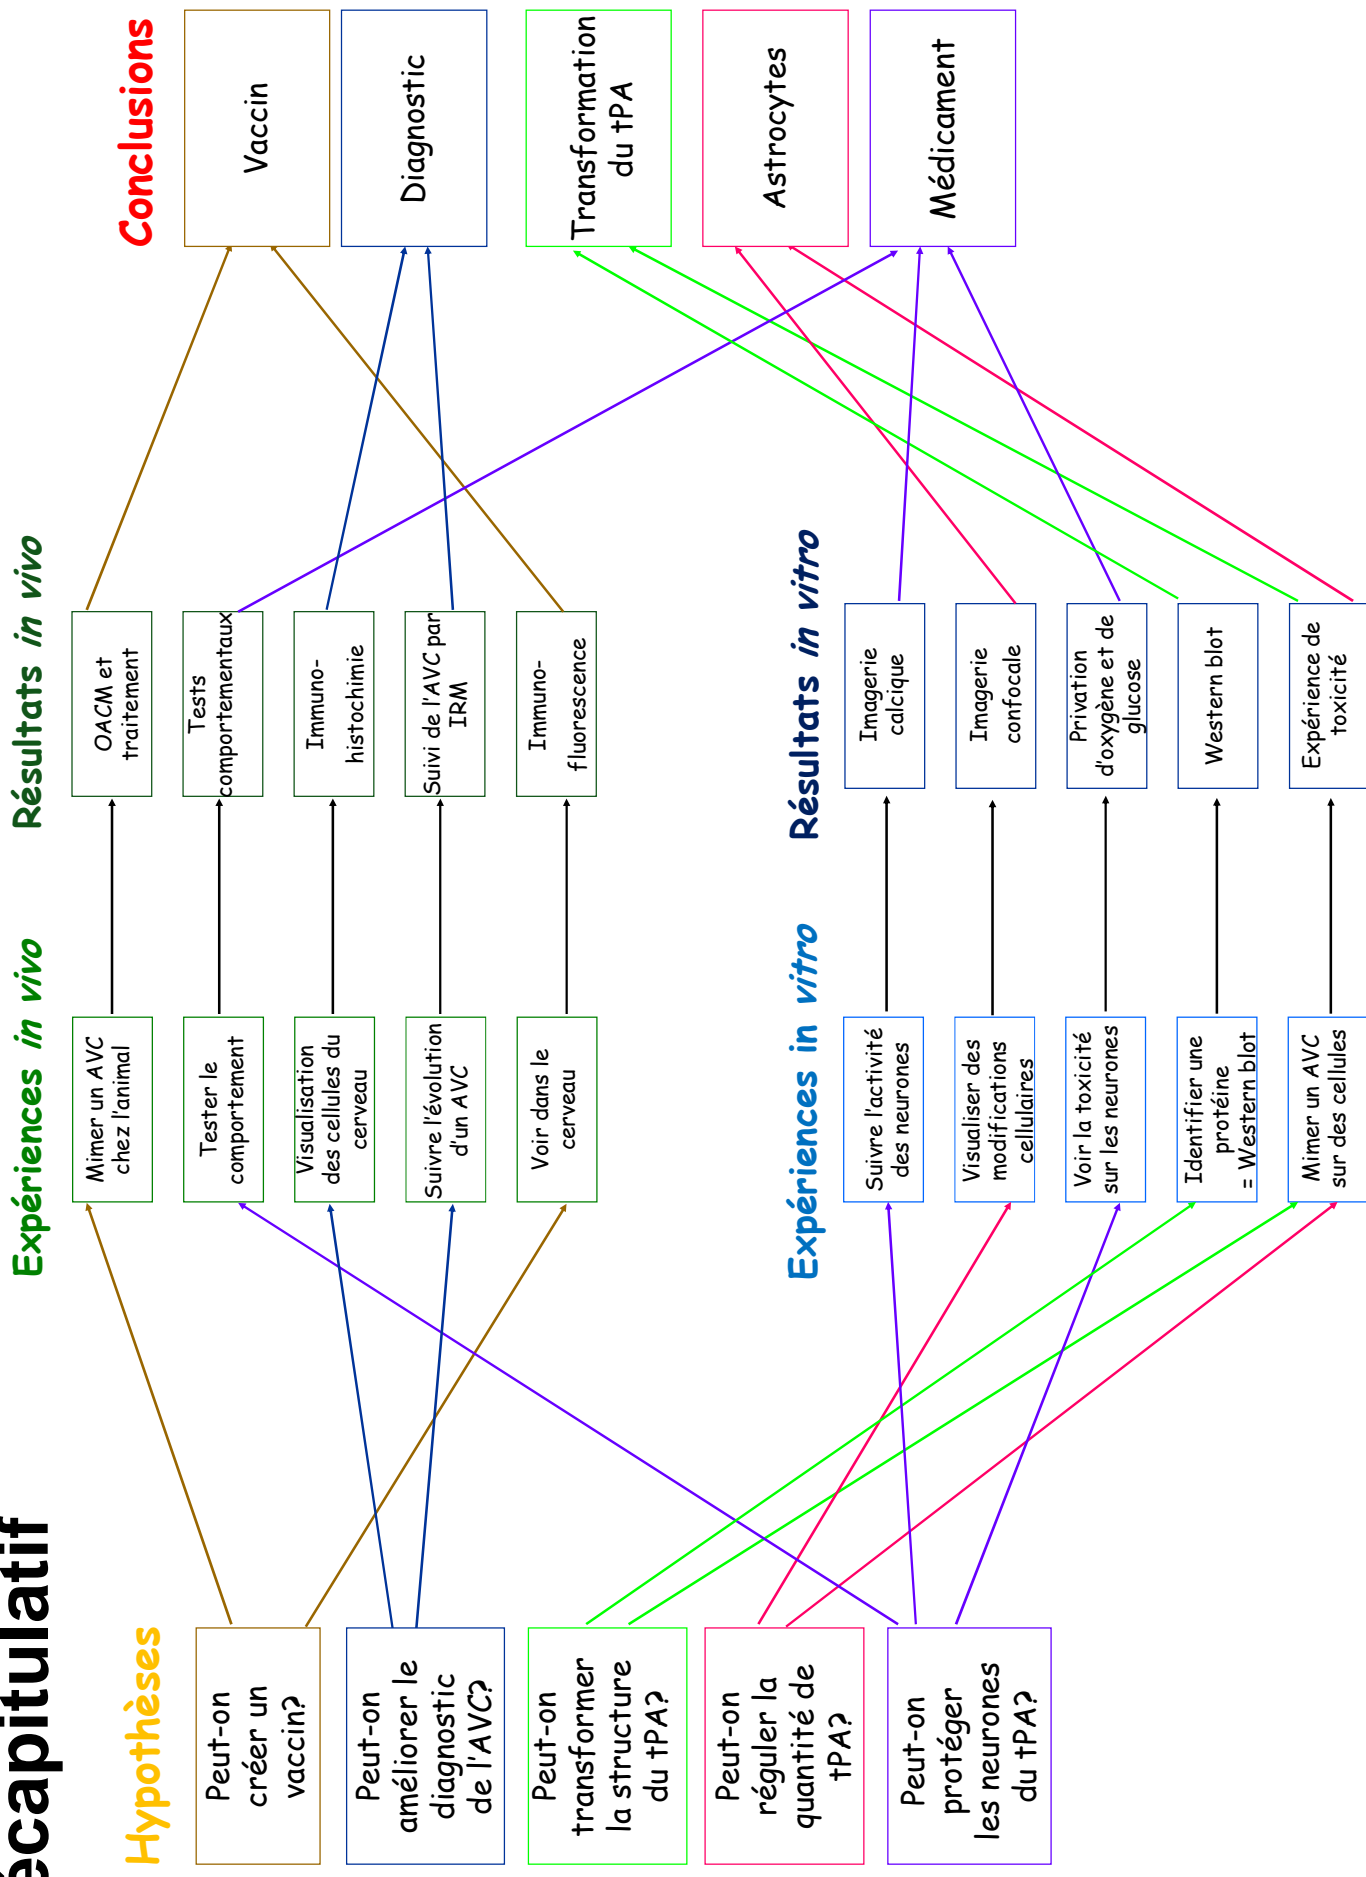 écapitulatif
Hypothèses
Peut-on
créer un
vaccin?
Peut-on
améliorer le
diagnostic
de l'AVC?
Peut-on
transformer
la structure
du tPA?
Peut-on
réguler la
quantité de
tPA?
Peut-on
protéger
les neurones
du tPA?
Expériences in vivo
Mimer un AVC
chez l'animal
Tester le
comportement
Visualisation
des cellules du
cerveau
Suivre l'évolution
d'un AVC
Voir dans le
cerveau
Expériences in vitro
Suivre l'activité
des neurones
Visualiser des
modifications
cellulaires
Voir la toxicité
sur les neurones
Identifier une
protéine
= Western blot
Mimer un AVC
sur des cellules
Résultats in vivo
OACM et
traitement
Tests
comportementaux
Immuno-
histochimie
Suivi de l'AVC par
IRM
Immuno-
fluorescence
Résultats in vitro
Imagerie
calcique
Imagerie
confocale
Privation
d'oxygène et de
glucose
Western blot
Expérience de
toxicité
Conclusions
Vaccin
Diagnostic
Transformation
du tPA
Astrocytes
Médicament